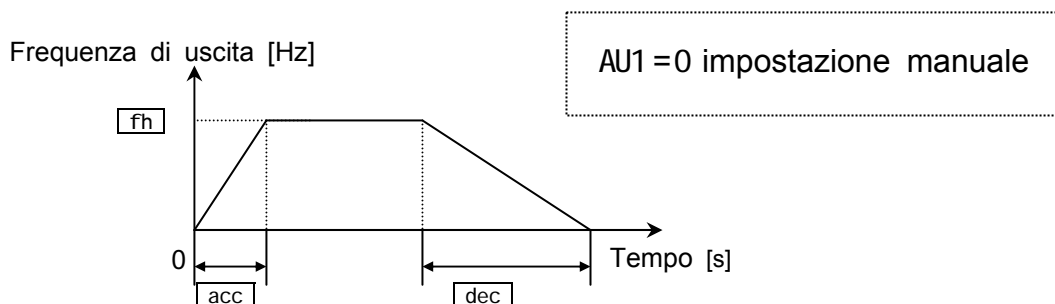 Frequenza di uscita [Hz]
AU1=0 impostazione manuale
fh
0
Tempo [s]
acc
dec